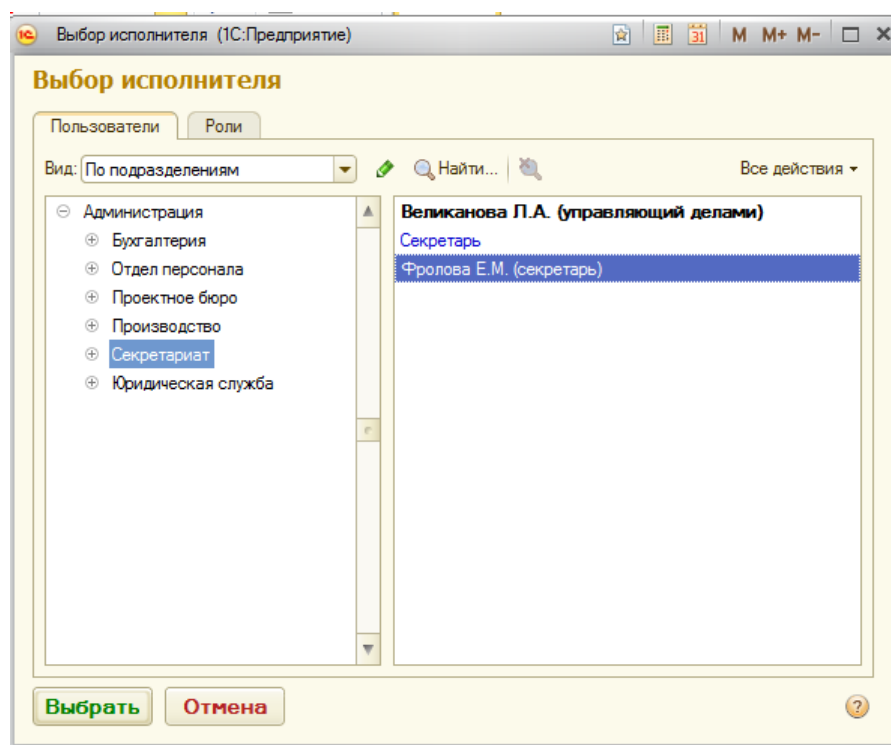 Выбор исполнителя (1С:Предприятие)
31 M M+ M-
Выбор исполнителя
Пользователи Роли
Вид: По подразделениям Найти... Все действия
Администрация
Бухгалтерия
Отдел персонала
Проектное бюро
Производство
Секретариат
Юридическая служба
Великанова Л.А. (управляющий делами)
Секретарь
Фролова Е.М. (секретарь)
Выбрать Отмена ?